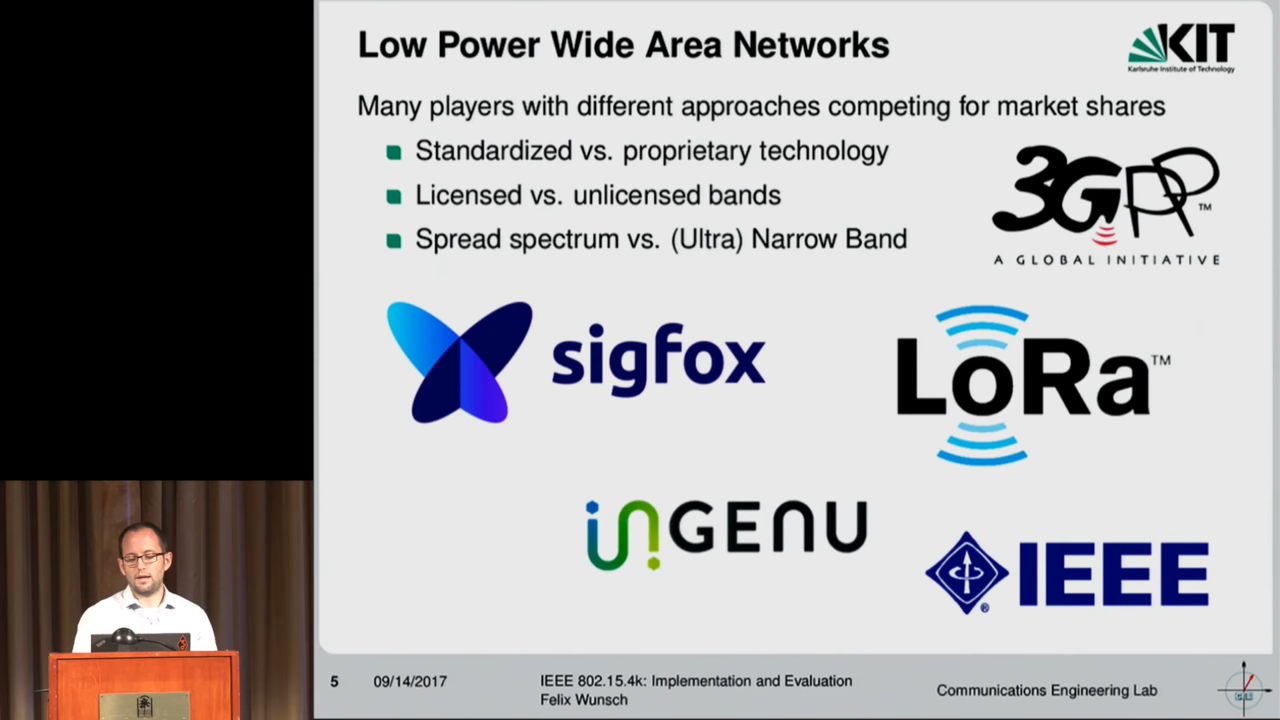 Low Power Wide Area Networks
KIT
Karlsruhe Institute of Technology
Many players with different approaches competing for market shares
Standardized vs. proprietary technology
Licensed vs. unlicensed bands
Spread spectrum vs. (Ultra) Narrow Band
3GPP™
A GLOBAL INITIATIVE
sigfox
LoRa™
inGENU
IEEE
®
5
09/14/2017
IEEE 802.15.4k: Implementation and Evaluation
Felix Wunsch
Communications Engineering Lab